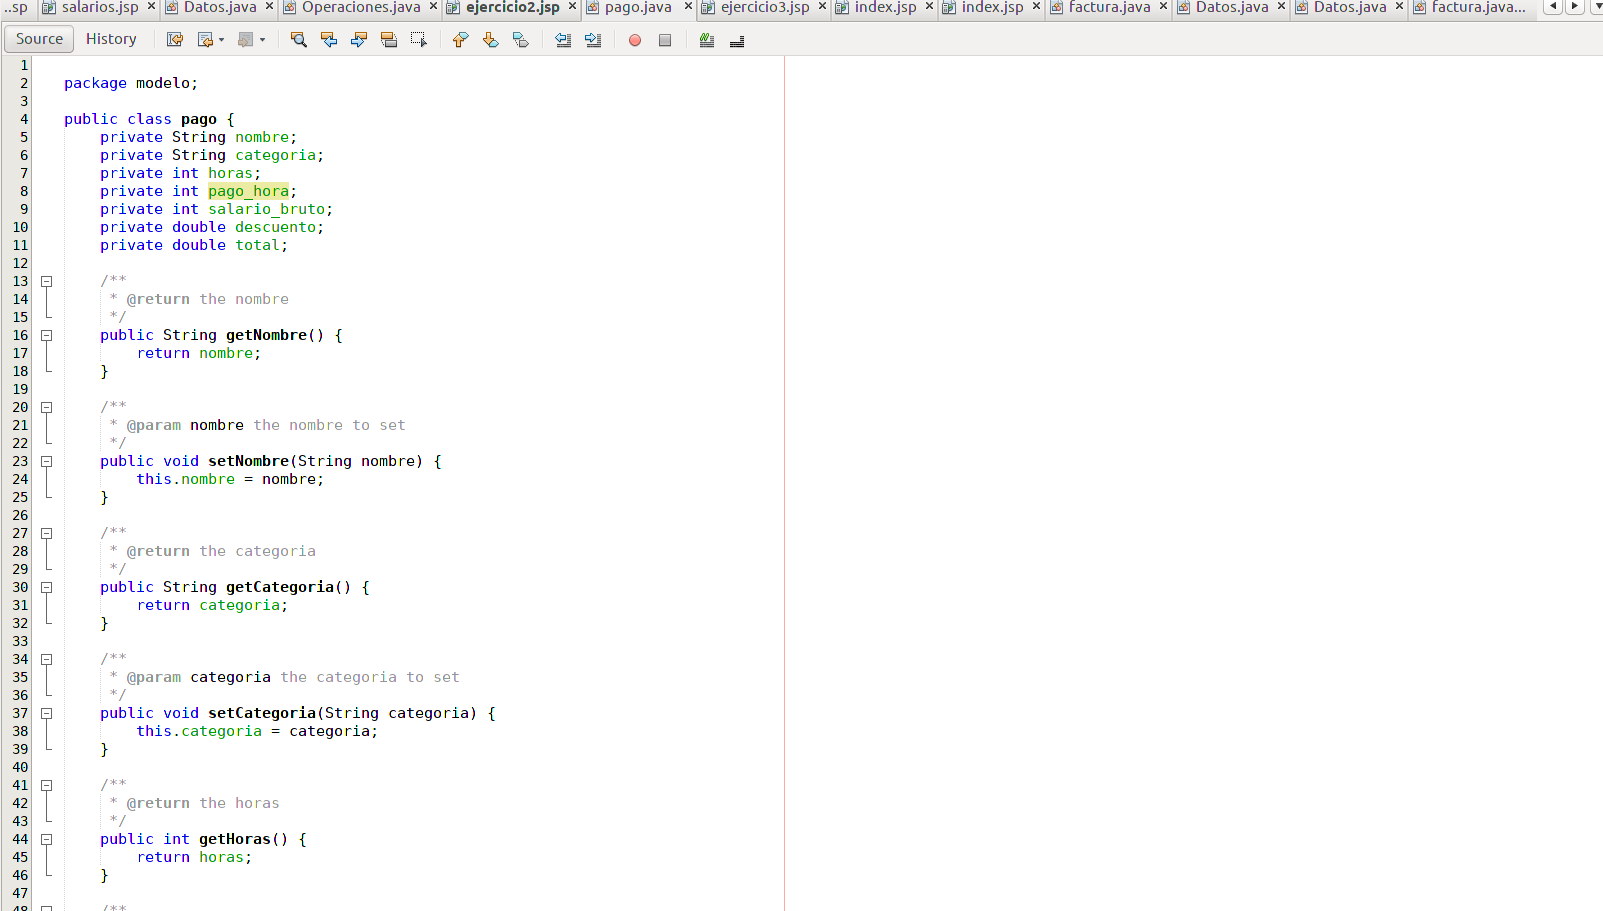 ..sp salarios.jsp Datos.java Operaciones.java ejercicio2.jsp pago.java ejercicio3.jsp index.jsp index.jsp factura.java Datos.java Datos.java factura.java...
Source History
1
2 package modelo;
3
4 public class pago {
5 private String nombre;
6 private String categoria;
7 private int horas;
8 private int pago_hora;
9 private int salario_bruto;
10 private double descuento;
11 private double total;
12
13 /**
14 * @return the nombre
15 */
16 public String getNombre() {
17 return nombre;
18 }
19
20 /**
21 * @param nombre the nombre to set
22 */
23 public void setNombre(String nombre) {
24 this.nombre = nombre;
25 }
26
27 /**
28 * @return the categoria
29 */
30 public String getCategoria() {
31 return categoria;
32 }
33
34 /**
35 * @param categoria the categoria to set
36 */
37 public void setCategoria(String categoria) {
38 this.categoria = categoria;
39 }
40
41 /**
42 * @return the horas
43 */
44 public int getHoras() {
45 return horas;
46 }
47
48 /**